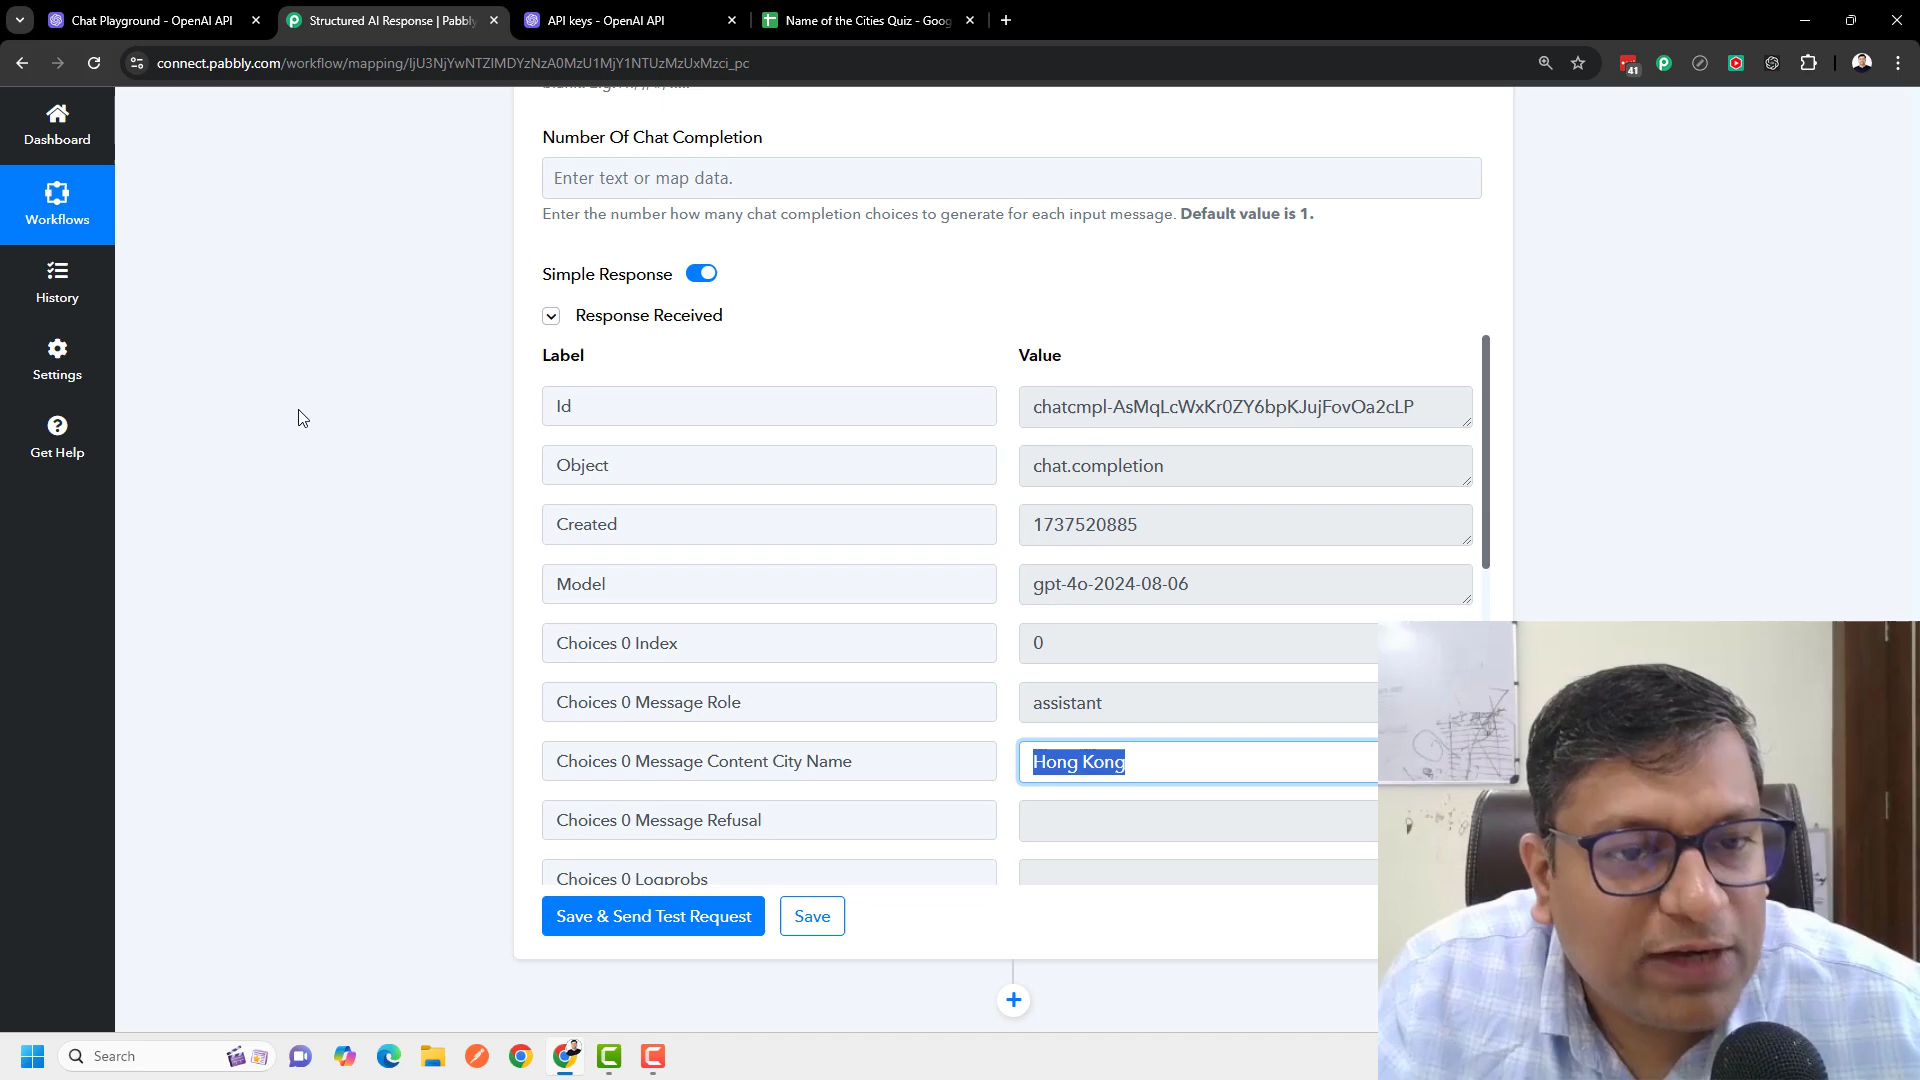 Chat Playground - OpenAI API
Structured AI Response | Pabbly
API keys - OpenAI API
Name of the Cities Quiz - Goog
connect.pabbly.com/workflow/mapping/IjU3NjYwNTZlMDYzNzA0MzU1MjY1NTUzMzUxMzci_pc
41
Dashboard
Workflows
History
Settings
Get Help
Number Of Chat Completion
Enter text or map data.
Enter the number how many chat completion choices to generate for each input message. Default value is 1.
Simple Response
Response Received
Label
Value
Id
chatcmpl-AsMqLcWxKr0ZY6bpKJujFovOa2cLP
Object
chat.completion
Created
1737520885
Model
gpt-4o-2024-08-06
Choices 0 Index
0
Choices 0 Message Role
assistant
Choices 0 Message Content City Name
Hong Kong
Choices 0 Message Refusal
Choices 0 Logprobs
Save & Send Test Request
Save
Search